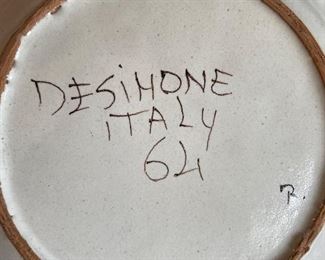 DESIMONE
ITALY
64
R.